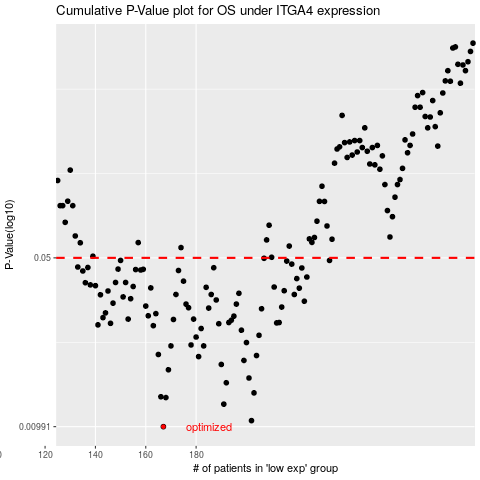 Cumulative P-Value plot for OS under ITGA4 expression
P-Value(log10)
0.05
0.00991
optimized
0 120 140 160 180
# of patients in 'low exp' group